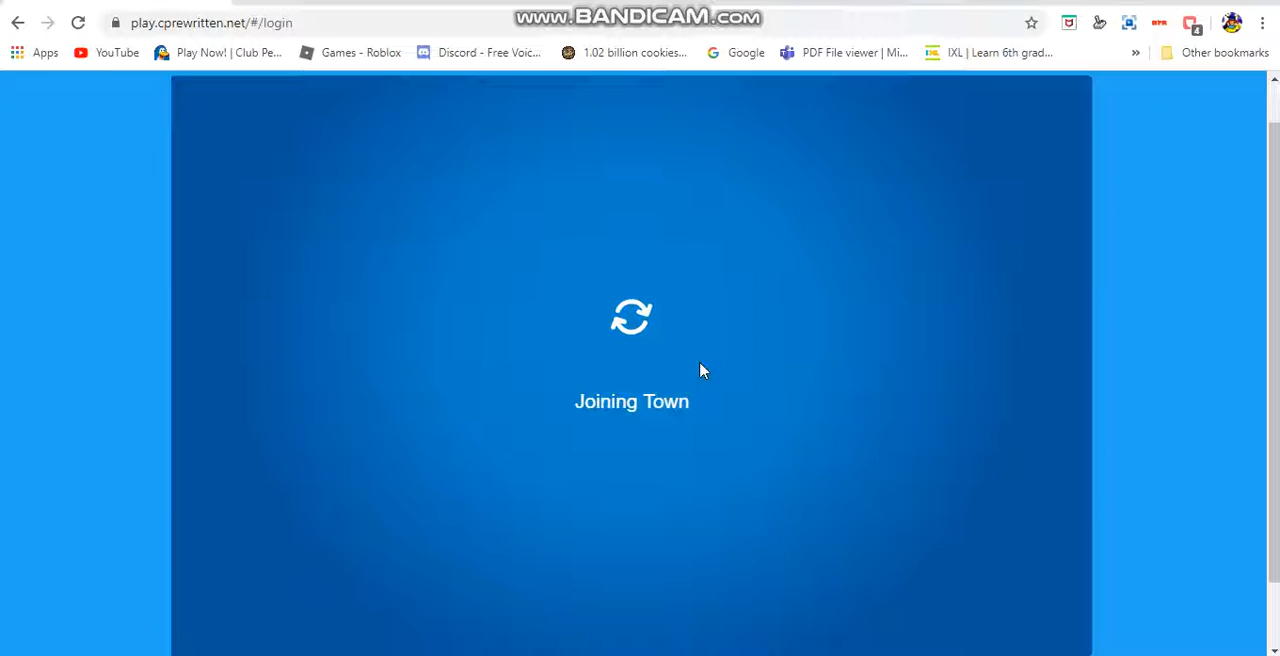 www.BANDICAM.com
play.cprewritten.net/#/login
4
Apps YouTube Play Now! | Club Pe... Games - Roblox Discord - Free Voic... 1.02 billion cookies... Google PDF File viewer | Mi... IXL | Learn 6th grad... » Other bookmarks
Joining Town